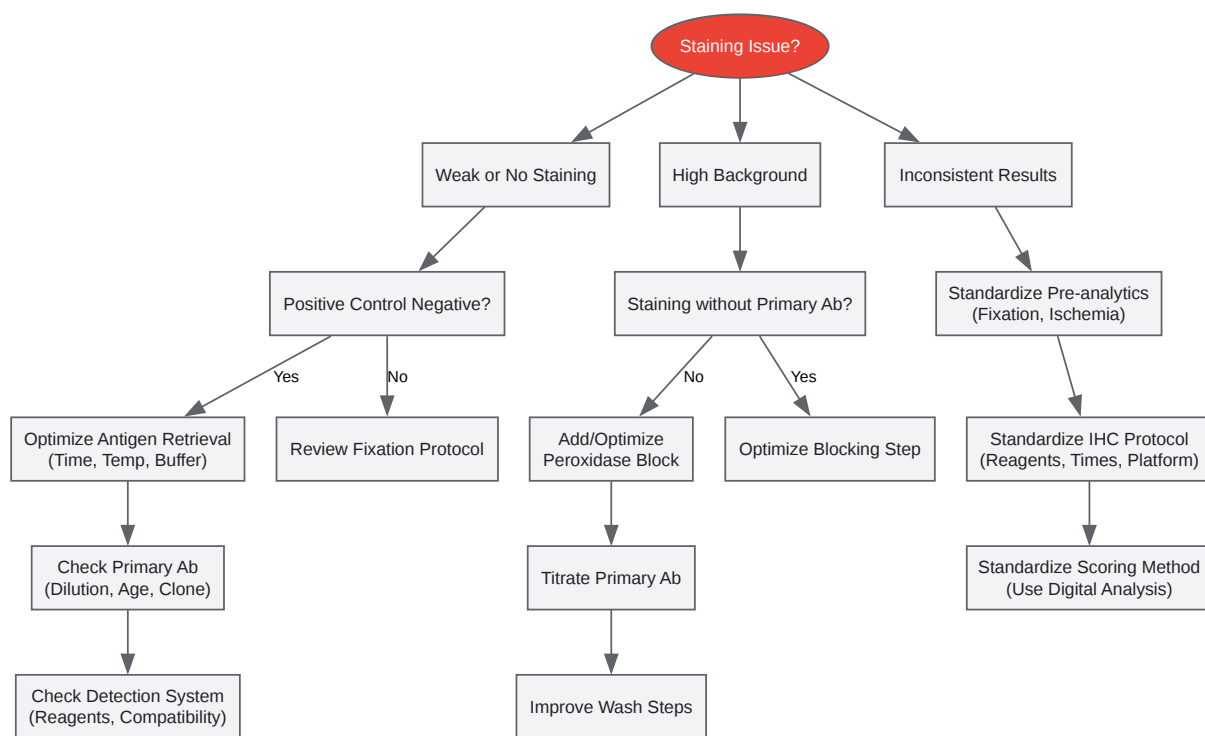 Staining Issue?
Weak or No Staining
High Background
Inconsistent Results
Positive Control Negative?
Staining without Primary Ab?
Standardize Pre-analytics
(Fixation, Ischemia)
Yes
No
No
Yes
Optimize Antigen Retrieval
(Time, Temp, Buffer)
Review Fixation Protocol
Add/Optimize
Peroxidase Block
Optimize Blocking Step
Standardize IHC Protocol
(Reagents, Times, Platform)
Check Primary Ab
(Dilution, Age, Clone)
Titrate Primary Ab
Standardize Scoring Method
(Use Digital Analysis)
Check Detection System
(Reagents, Compatibility)
Improve Wash Steps